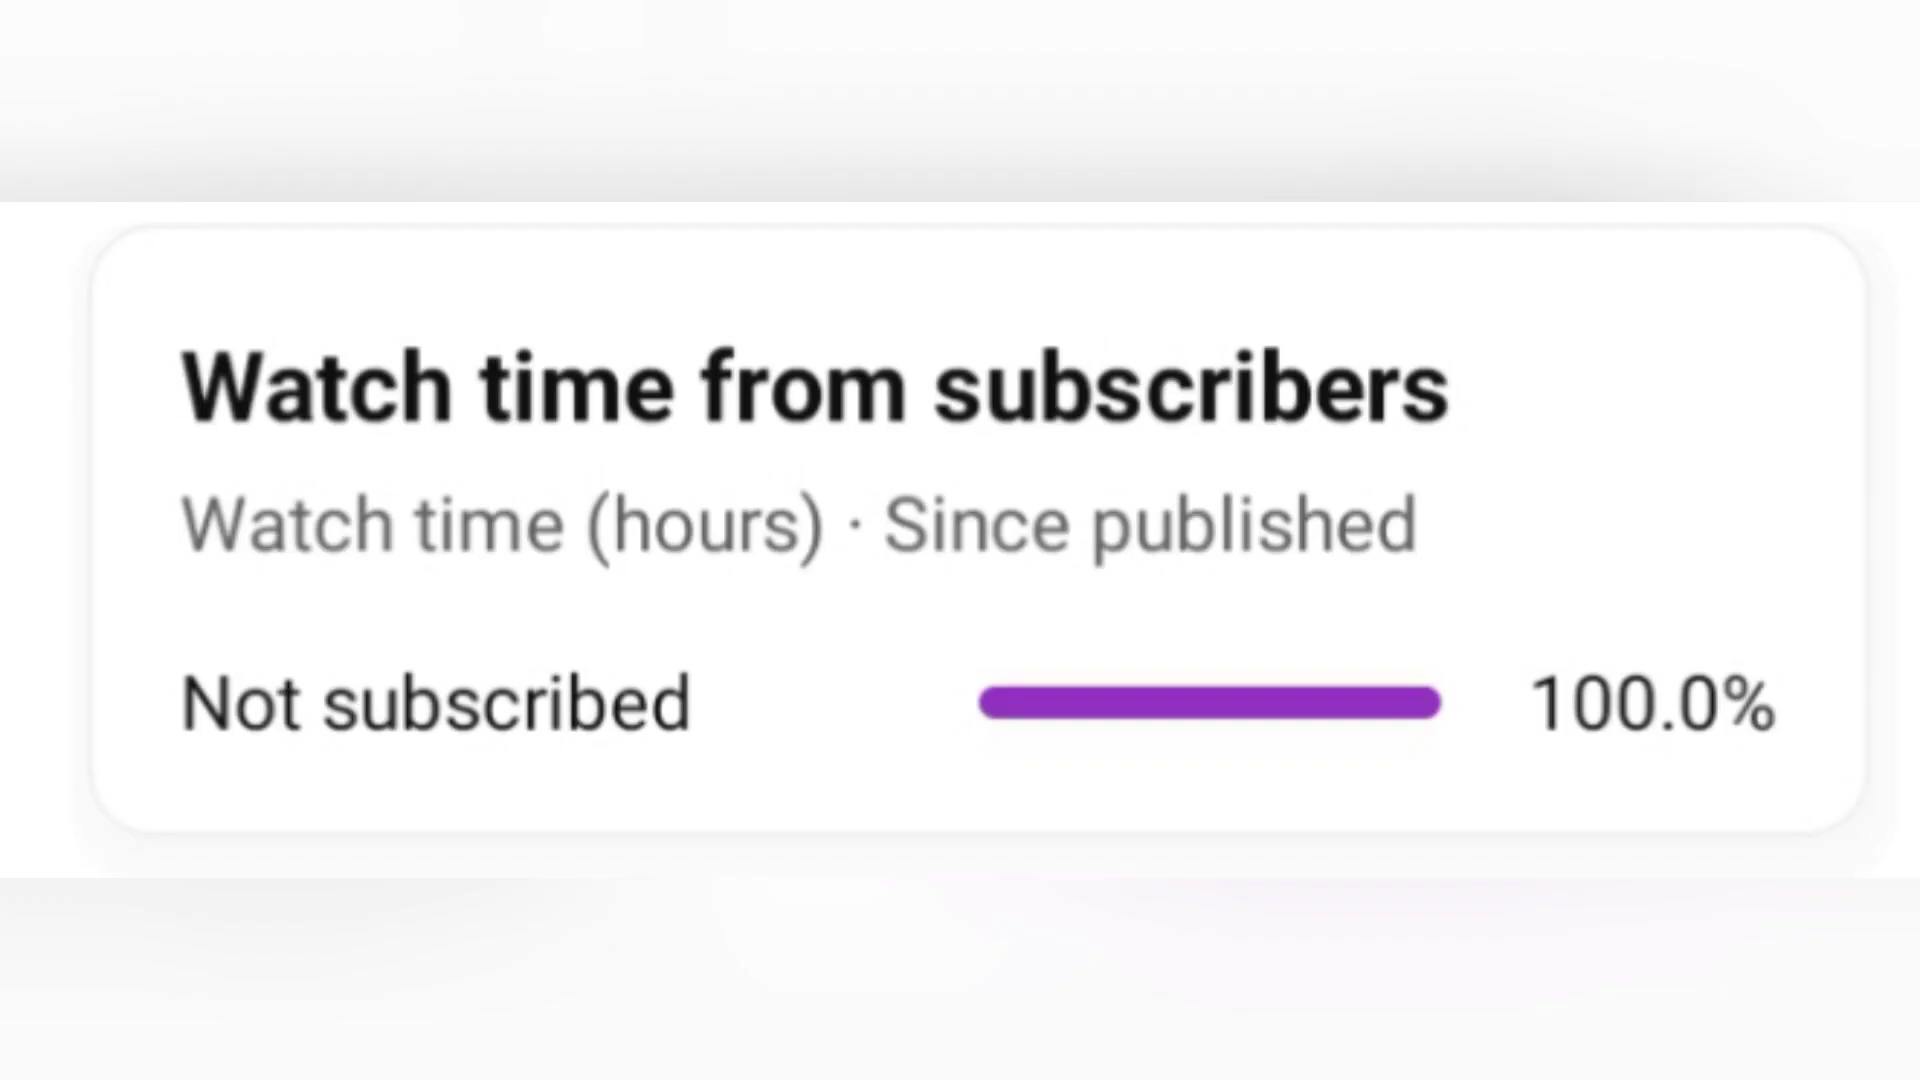 Watch time from subscribers
Watch time (hours) · Since published
Not subscribed 100.0%